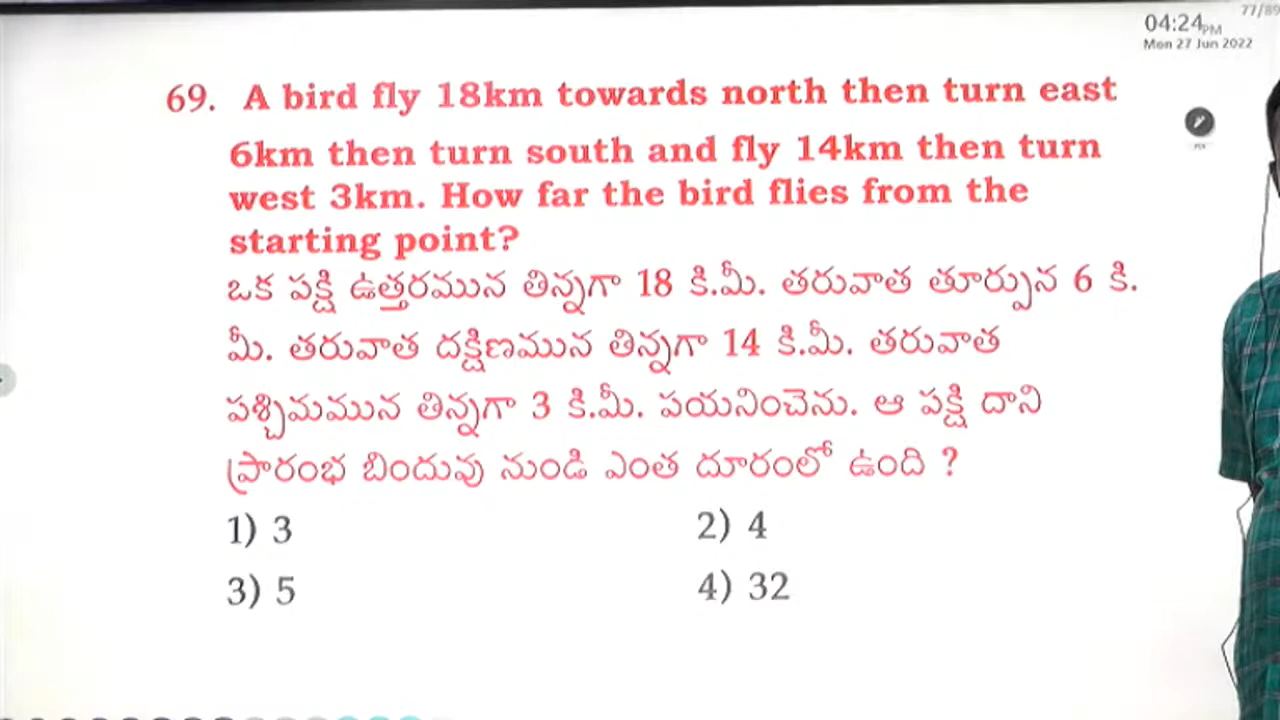 77/89
04:24PM
Mon 27 Jun 2022
69. A bird fly 18km towards north then turn east
6km then turn south and fly 14km then turn
west 3km. How far the bird flies from the
starting point?
ఒక పక్షి ఉత్తరమున తిన్నగా 18 కి.మీ. తరువాత తూర్పున 6 కి.
మీ. తరువాత దక్షిణమున తిన్నగా 14 కి.మీ. తరువాత
పశ్చిమమున తిన్నగా 3 కి.మీ. పయనించెను. ఆ పక్షి దాని
ప్రారంభ బిందువు నుండి ఎంత దూరంలో ఉంది ?
1) 3 2) 4
3) 5 4) 32